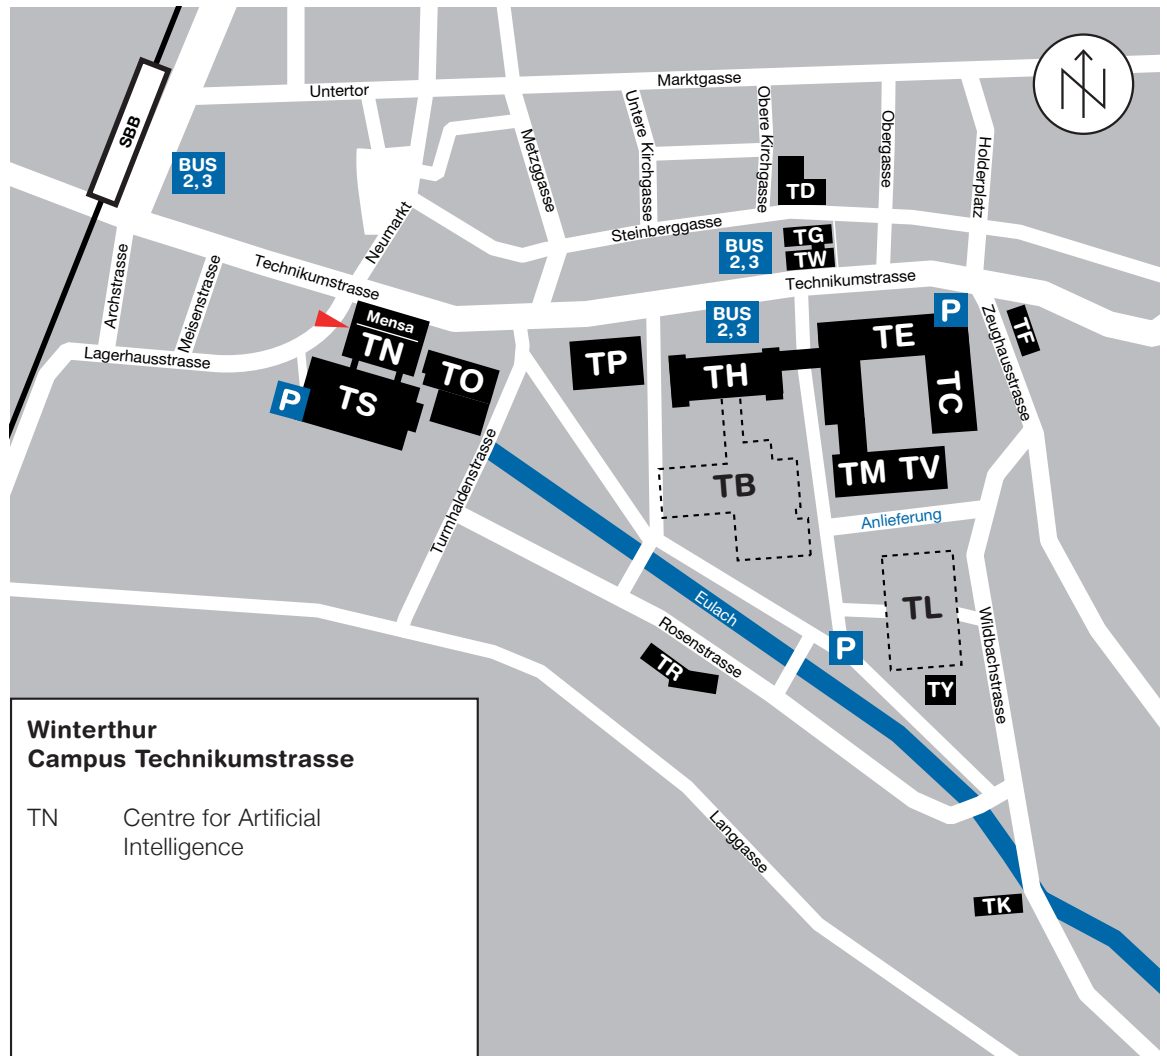 SBB
BUS
2, 3
Untertor
Marktgasse
N
Metzggasse
Untere Kirchgasse
Obere Kirchgasse
Obergasse
Holderplatz
TD
Neumarkt
Steinberggasse
BUS
2, 3
TG
TW
Archstrasse
Meisenstrasse
Technikumstrasse
Technikumstrasse
BUS
2, 3
P
Zeughausstrasse
TF
Lagerhausstrasse
Mensa
TN
TO
TS
P
TP
TH
TE
TC
TM TV
TB
Turmhaldenstrasse
Anlieferung
Eulach
Rosenstrasse
TR
P
TL
TY
Wildbachstrasse
Langgasse
TK
Winterthur
Campus Technikumstrasse
TN Centre for Artificial
Intelligence